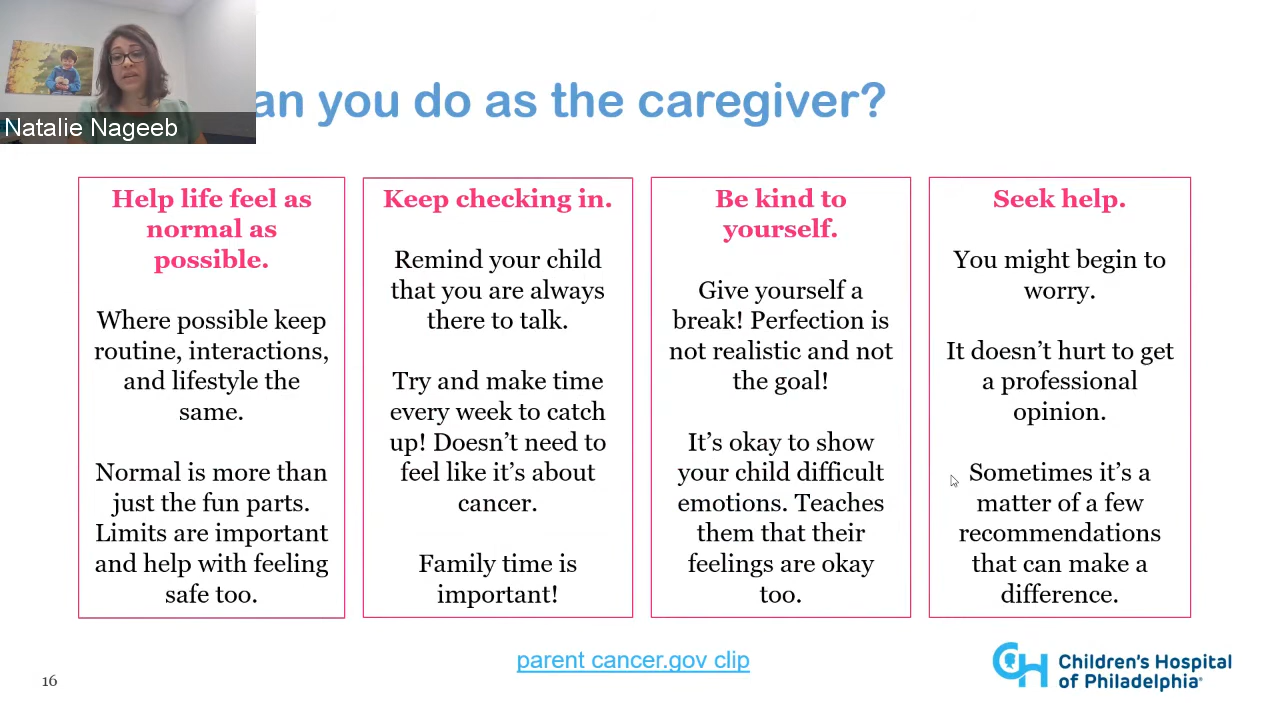 Natalie Nageeb
an you do as the caregiver?
Help life feel as
normal as
possible.
Where possible keep
routine, interactions,
and lifestyle the
same.
Normal is more than
just the fun parts.
Limits are important
and help with feeling
safe too.
Keep checking in.
Remind your child
that you are always
there to talk.
Try and make time
every week to catch
up! Doesn’t need to
feel like it’s about
cancer.
Family time is
important!
Be kind to
yourself.
Give yourself a
break! Perfection is
not realistic and not
the goal!
It’s okay to show
your child difficult
emotions. Teaches
them that their
feelings are okay
too.
Seek help.
You might begin to
worry.
It doesn’t hurt to get
a professional
opinion.
Sometimes it’s a
matter of a few
recommendations
that can make a
difference.
parent cancer.gov clip
16
CH Children's Hospital
of Philadelphia